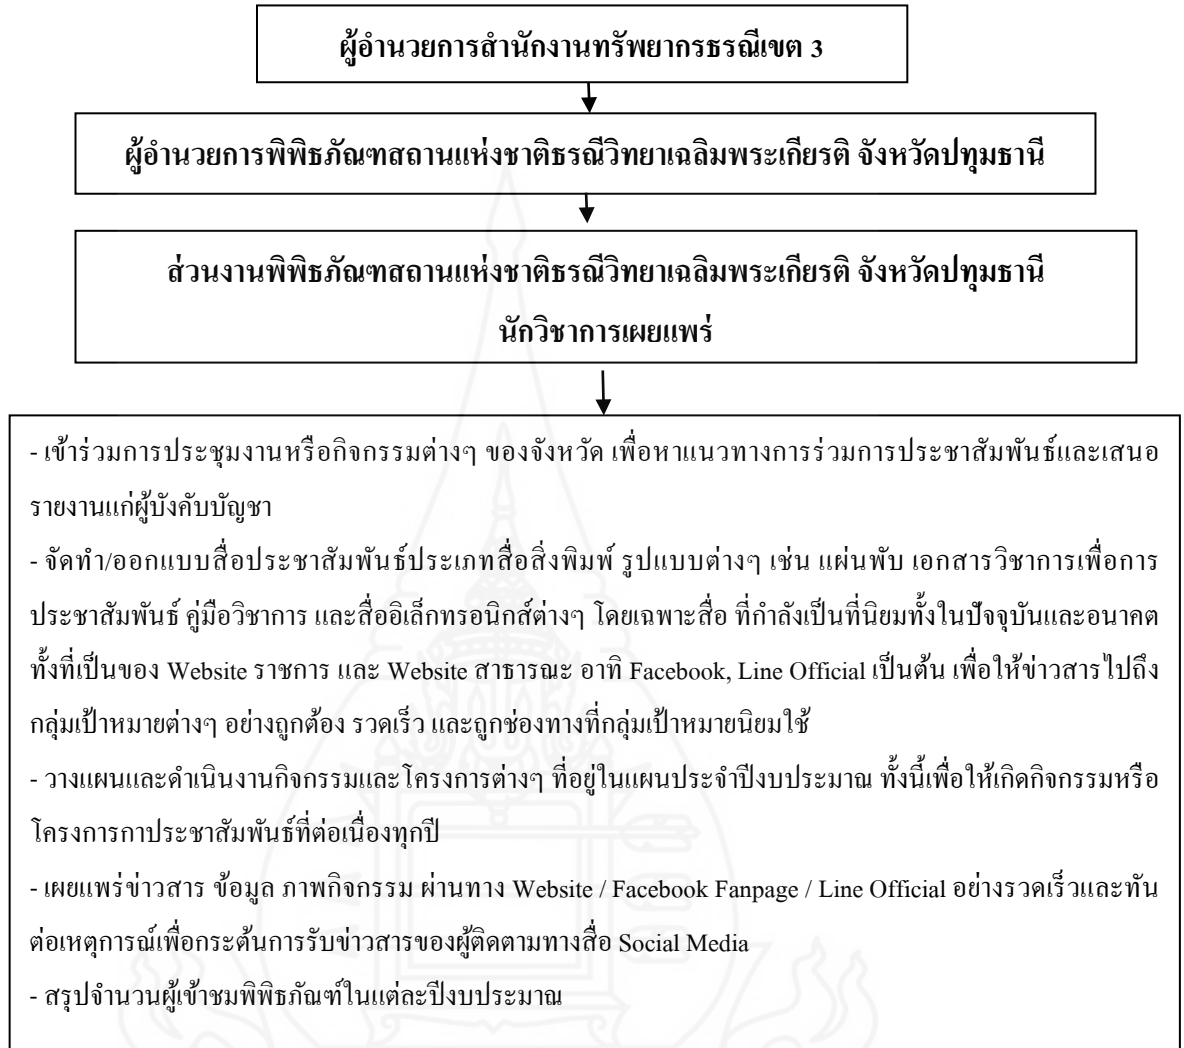 ผู้อำนวยการสำนักงานทรัพยากรธรณีเขต 3
ผู้อำนวยการพิพิธภัณฑสถานแห่งชาติธรณีวิทยาเฉลิมพระเกียรติ จังหวัดปทุมธานี
ส่วนงานพิพิธภัณฑสถานแห่งชาติธรณีวิทยาเฉลิมพระเกียรติ จังหวัดปทุมธานี
นักวิชาการเผยแพร่
- เข้าร่วมการประชุมงานหรือกิจกรรมต่างๆ ของจังหวัด เพื่อหาแนวทางการร่วมการประชาสัมพันธ์และเสนอ
รายงานแก่ผู้บังคับบัญชา
- จัดทำ/ออกแบบสื่อประชาสัมพันธ์ประเภทสื่อสิ่งพิมพ์ รูปแบบต่างๆ เช่น แผ่นพับ เอกสารวิชาการเพื่อการ
ประชาสัมพันธ์ คู่มือวิชาการ และสื่ออิเล็กทรอนิกส์ต่างๆ โดยเฉพาะสื่อ ที่กำลังเป็นที่นิยมทั้งในปัจจุบันและอนาคต
ทั้งที่เป็นของ Website ราชการ และ Website สาธารณะ อาทิ Facebook, Line Official เป็นต้น เพื่อให้ข่าวสารไปถึง
กลุ่มเป้าหมายต่างๆ อย่างถูกต้อง รวดเร็ว และถูกช่องทางที่กลุ่มเป้าหมายนิยมใช้
- วางแผนและดำเนินงานกิจกรรมและโครงการต่างๆ ที่อยู่ในแผนประจำปีงบประมาณ ทั้งนี้เพื่อให้เกิดกิจกรรมหรือ
โครงการกาประชาสัมพันธ์ที่ต่อเนื่องทุกปี
- เผยแพร่ข่าวสาร ข้อมูล ภาพกิจกรรม ผ่านทาง Website / Facebook Fanpage / Line Official อย่างรวดเร็วและทัน
ต่อเหตุการณ์เพื่อกระต้นการรับข่าวสารของผู้ติดตามทางสื่อ Social Media
- สรุปจำนวนผู้เข้าชมพิพิธภัณฑ์ในแต่ละปีงบประมาณ